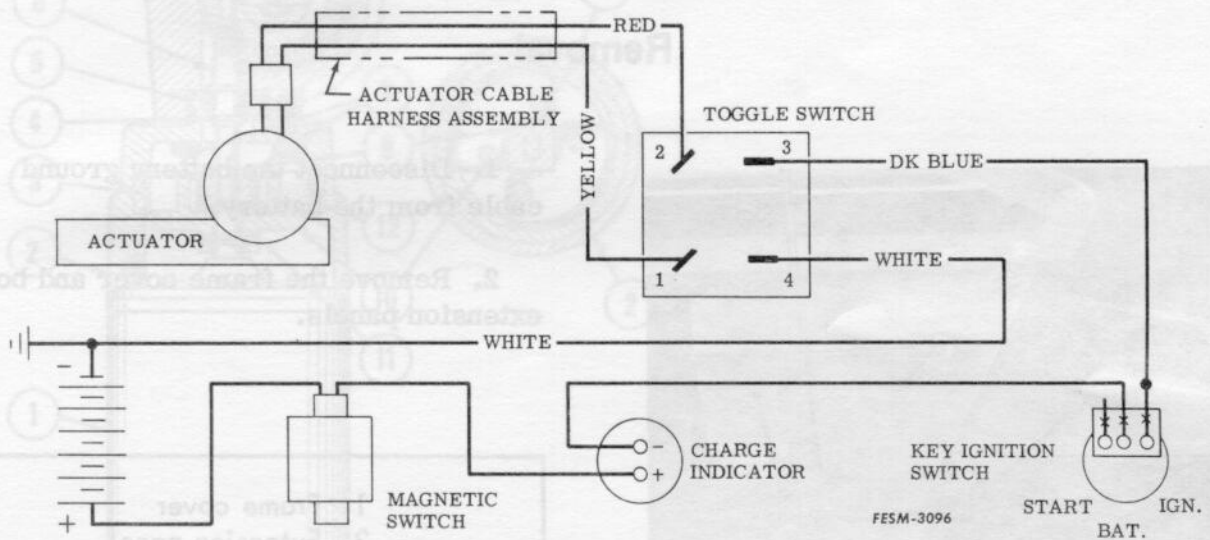 RED
ACTUATOR CABLE
HARNESS ASSEMBLY
YELLOW
TOGGLE SWITCH
2
3
DK BLUE
1
4
WHITE
ACTUATOR
WHITE
-
+
MAGNETIC
SWITCH
-
+
CHARGE
INDICATOR
KEY IGNITION
SWITCH
START
BAT.
IGN.
FESM-3096
Removal
1. Disconnect the battery ground
cable from the battery.
2. Remove the frame cover and
extension panels.
1. Frame cover